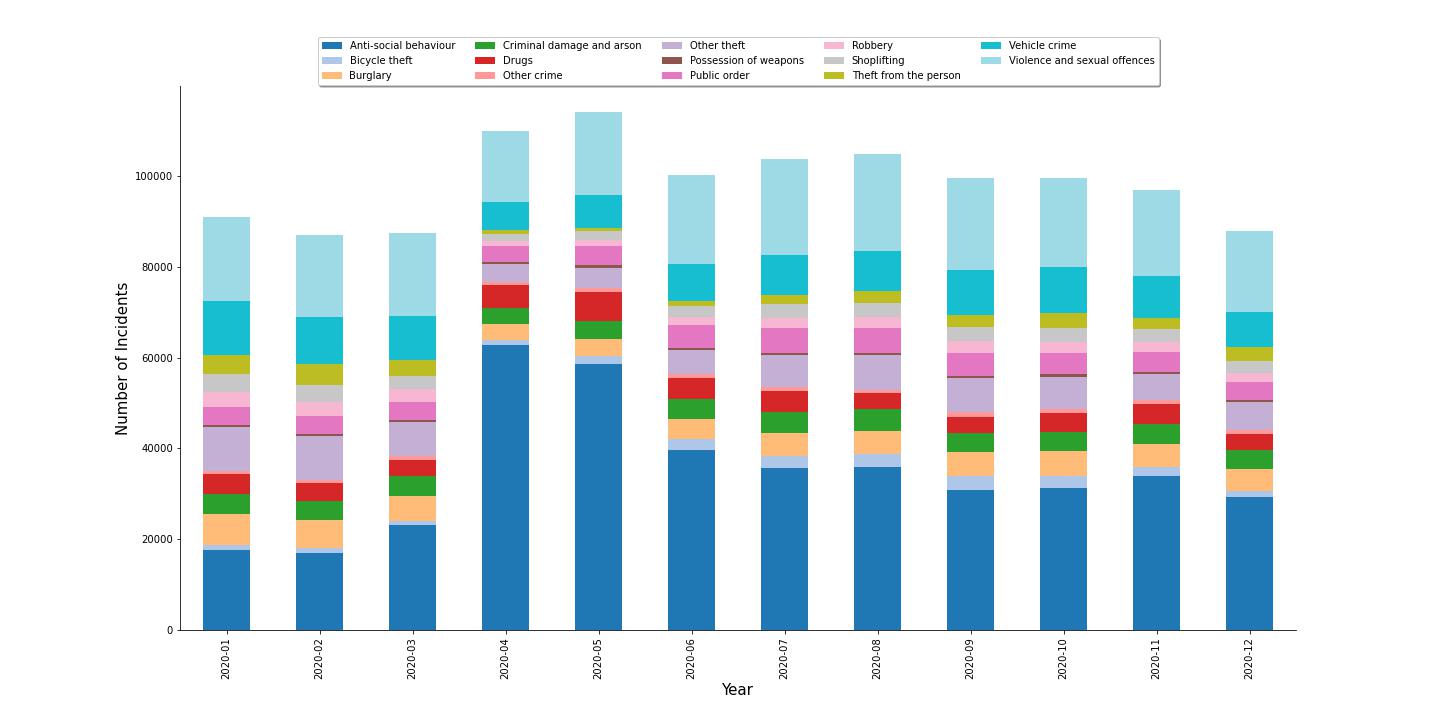 Anti-social behaviour Criminal damage and arson Other theft Robbery Vehicle crime
Bicycle theft Drugs Possession of weapons Shoplifting Violence and sexual offences
Burglary Other crime Public order Theft from the person
100000
80000
60000
40000
20000
0
Number of Incidents
2020-01 2020-02 2020-03 2020-04 2020-05 2020-06 2020-07 2020-08 2020-09 2020-10 2020-11 2020-12
Year